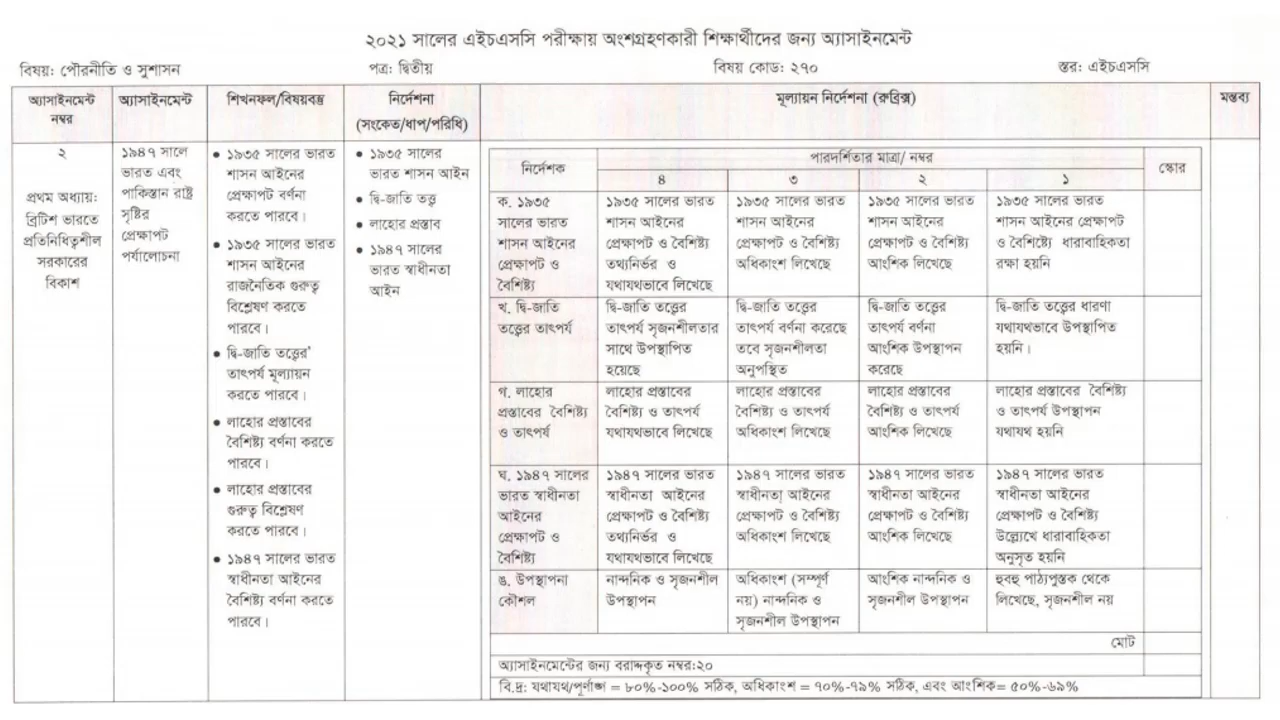 ২০২১ সালের এইচএসসি পরীক্ষায় অংশগ্রহণকারী শিক্ষার্থীদের জন্য অ্যাসাইনমেন্ট
বিষয়: পৌরনীতি ও সুশাসন
পত্র: দ্বিতীয়
বিষয় কোড: ২৭০
স্তর: এইচএসসি
অ্যাসাইনমেন্ট
নম্বর
অ্যাসাইনমেন্ট
শিখনফল/বিষয়বস্তু
নির্দেশনা
(সংকেত/ধাপ/পরিধি)
মূল্যায়ন নির্দেশনা (রুব্রিক্স)
মন্তব্য
২
প্রথম অধ্যায়:
ব্রিটিশ ভারতে
প্রতিনিধিত্বশীল
সরকারের
বিকাশ
১৯৪৭ সালে
ভারত এবং
পাকিস্তান রাষ্ট্র
সৃষ্টির
প্রেক্ষাপট
পর্যালোচনা
• ১৯৩৫ সালের ভারত
শাসন আইনের
প্রেক্ষাপট বর্ণনা
করতে পারবে।
• ১৯৩৫ সালের ভারত
শাসন আইনের
রাজনৈতিক গুরুত্ব
বিশ্লেষণ করতে
পারবে।
• দ্বি-জাতি তত্ত্বের
তাৎপর্য মূল্যায়ন
করতে পারবে।
• লাহোর প্রস্তাবের
বৈশিষ্ট্য বর্ণনা করতে
পারবে।
• লাহোর প্রস্তাবের
গুরুত্ব বিশ্লেষণ
করতে পারবে।
• ১৯৪৭ সালের ভারত
স্বাধীনতা আইনের
বৈশিষ্ট্য বর্ণনা করতে
পারবে।
• ১৯৩৫ সালের
ভারত শাসন আইন
• দ্বি-জাতি তত্ত্ব
• লাহোর প্রস্তাব
• ১৯৪৭ সালের
ভারত স্বাধীনতা
আইন
নির্দেশক
পারদর্শিতার মাত্রা/ নম্বর
স্কোর
৪
৩
২
১
ক. ১৯৩৫
সালের ভারত
শাসন আইনের
প্রেক্ষাপট ও
বৈশিষ্ট্য
১৯৩৫ সালের ভারত
শাসন আইনের
প্রেক্ষাপট ও বৈশিষ্ট্য
তথ্যনির্ভর ও
যথাযথভাবে লিখেছে
১৯৩৫ সালের ভারত
শাসন আইনের
প্রেক্ষাপট ও বৈশিষ্ট্য
অধিকাংশ লিখেছে
১৯৩৫ সালের ভারত
শাসন আইনের
প্রেক্ষাপট ও বৈশিষ্ট্য
আংশিক লিখেছে
১৯৩৫ সালের ভারত
শাসন আইনের প্রেক্ষাপট
ও বৈশিষ্ট্যে ধারাবাহিকতা
রক্ষা হয়নি
খ. দ্বি-জাতি
তত্ত্বের তাৎপর্য
দ্বি-জাতি তত্ত্বের
তাৎপর্য সৃজনশীলতার
সাথে উপস্থাপিত
হয়েছে
দ্বি-জাতি তত্ত্বের
তাৎপর্য বর্ণনা করেছে
তবে সৃজনশীলতা
অনুপস্থিত
দ্বি-জাতি তত্ত্বের
তাৎপর্য বর্ণনা
আংশিক উপস্থাপন
করেছে
দ্বি-জাতি তত্ত্বের ধারণা
যথাযথভাবে উপস্থাপিত
হয়নি।
গ. লাহোর
প্রস্তাবের বৈশিষ্ট্য
ও তাৎপর্য
লাহোর প্রস্তাবের
বৈশিষ্ট্য ও তাৎপর্য
যথাযথভাবে লিখেছে
লাহোর প্রস্তাবের
বৈশিষ্ট্য ও তাৎপর্য
অধিকাংশ লিখেছে
লাহোর প্রস্তাবের
বৈশিষ্ট্য ও তাৎপর্য
আংশিক লিখেছে
লাহোর প্রস্তাবের বৈশিষ্ট্য
ও তাৎপর্য উপস্থাপন
যথাযথ হয়নি
ঘ. ১৯৪৭ সালের
ভারত স্বাধীনতা
আইনের
প্রেক্ষাপট ও
বৈশিষ্ট্য
১৯৪৭ সালের ভারত
স্বাধীনতা আইনের
প্রেক্ষাপট ও বৈশিষ্ট্য
তথ্যনির্ভর ও
যথাযথভাবে লিখেছে
১৯৪৭ সালের ভারত
স্বাধীনতা আইনের
প্রেক্ষাপট ও বৈশিষ্ট্য
অধিকাংশ লিখেছে
১৯৪৭ সালের ভারত
স্বাধীনতা আইনের
প্রেক্ষাপট ও বৈশিষ্ট্য
আংশিক লিখেছে
১৯৪৭ সালের ভারত
স্বাধীনতা আইনের
প্রেক্ষাপট ও বৈশিষ্ট্য
উল্লেখে ধারাবাহিকতা
অনুসৃত হয়নি
ঙ. উপস্থাপনা
কৌশল
নান্দনিক ও সৃজনশীল
উপস্থাপন
অধিকাংশ (সম্পূর্ণ
নয়) নান্দনিক ও
সৃজনশীল উপস্থাপন
আংশিক নান্দনিক ও
সৃজনশীল উপস্থাপন
হুবহু পাঠ্যপুস্তক থেকে
লিখেছে, সৃজনশীল নয়
মোট
অ্যাসাইনমেন্টের জন্য বরাদ্দকৃত নম্বর:২০
বি.দ্র: যথাযথ/পূর্ণাঙ্গ = ৮০%-১০০% সঠিক, অধিকাংশ = ৭০%-৭৯% সঠিক, এবং আংশিক= ৫০%-৬৯%